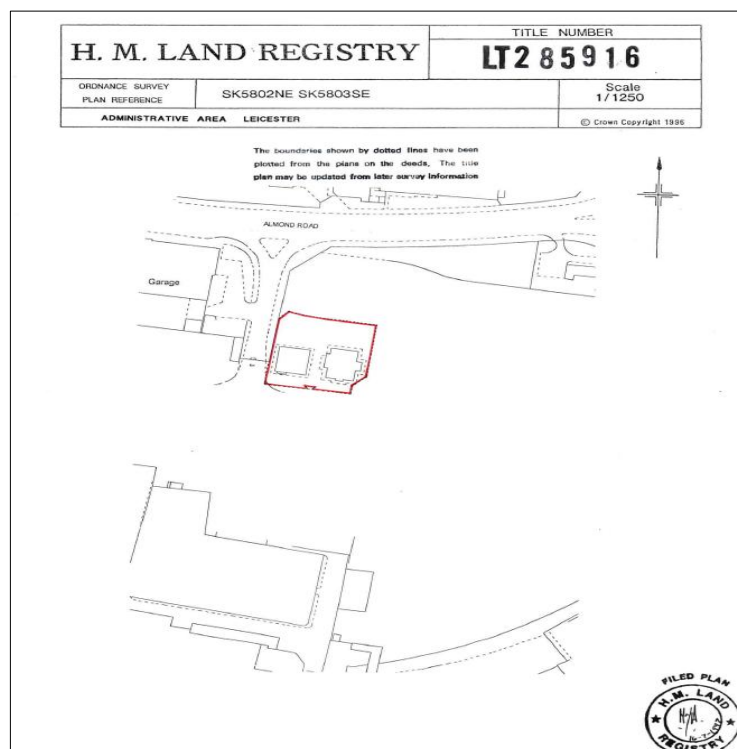 H. M. LAND REGISTRY
TITLE NUMBER
LT285916
ORDNANCE SURVEY
PLAN REFERENCE
SK5802NE SK5803SE
Scale
1/1250
ADMINISTRATIVE AREA LEICESTER
© Crown Copyright 1996
The boundaries shown by dotted lines have been
plotted from the plans on the deeds. The title
plan may be updated from later survey information
ALMOND ROAD
Garage
FILED PLAN
H.M. LAND
REGISTRY